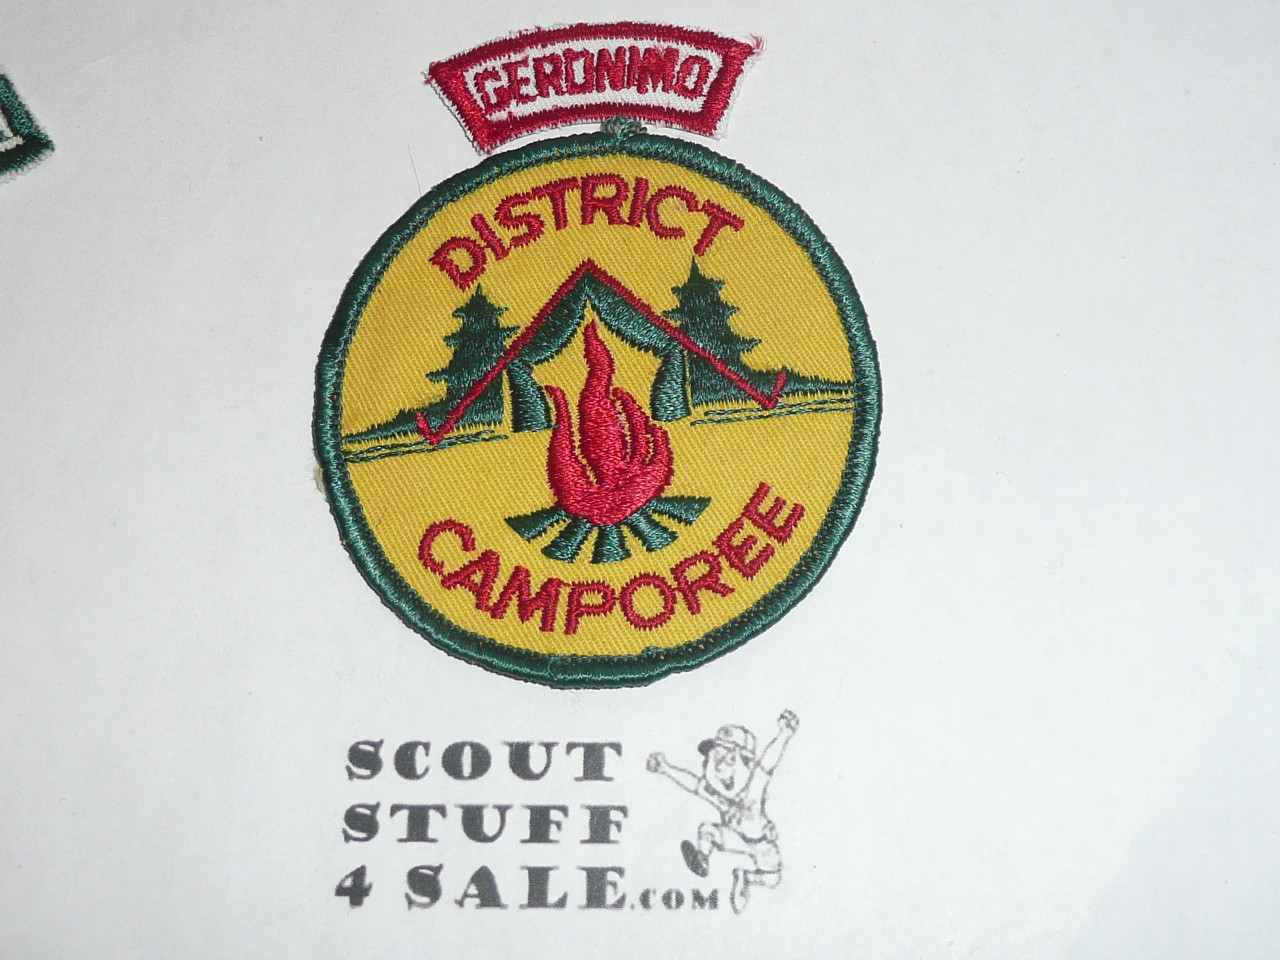 GERONIMO
DISTRICT
CAMPOREE
SCOUT
STUFF
4 SALE.COM